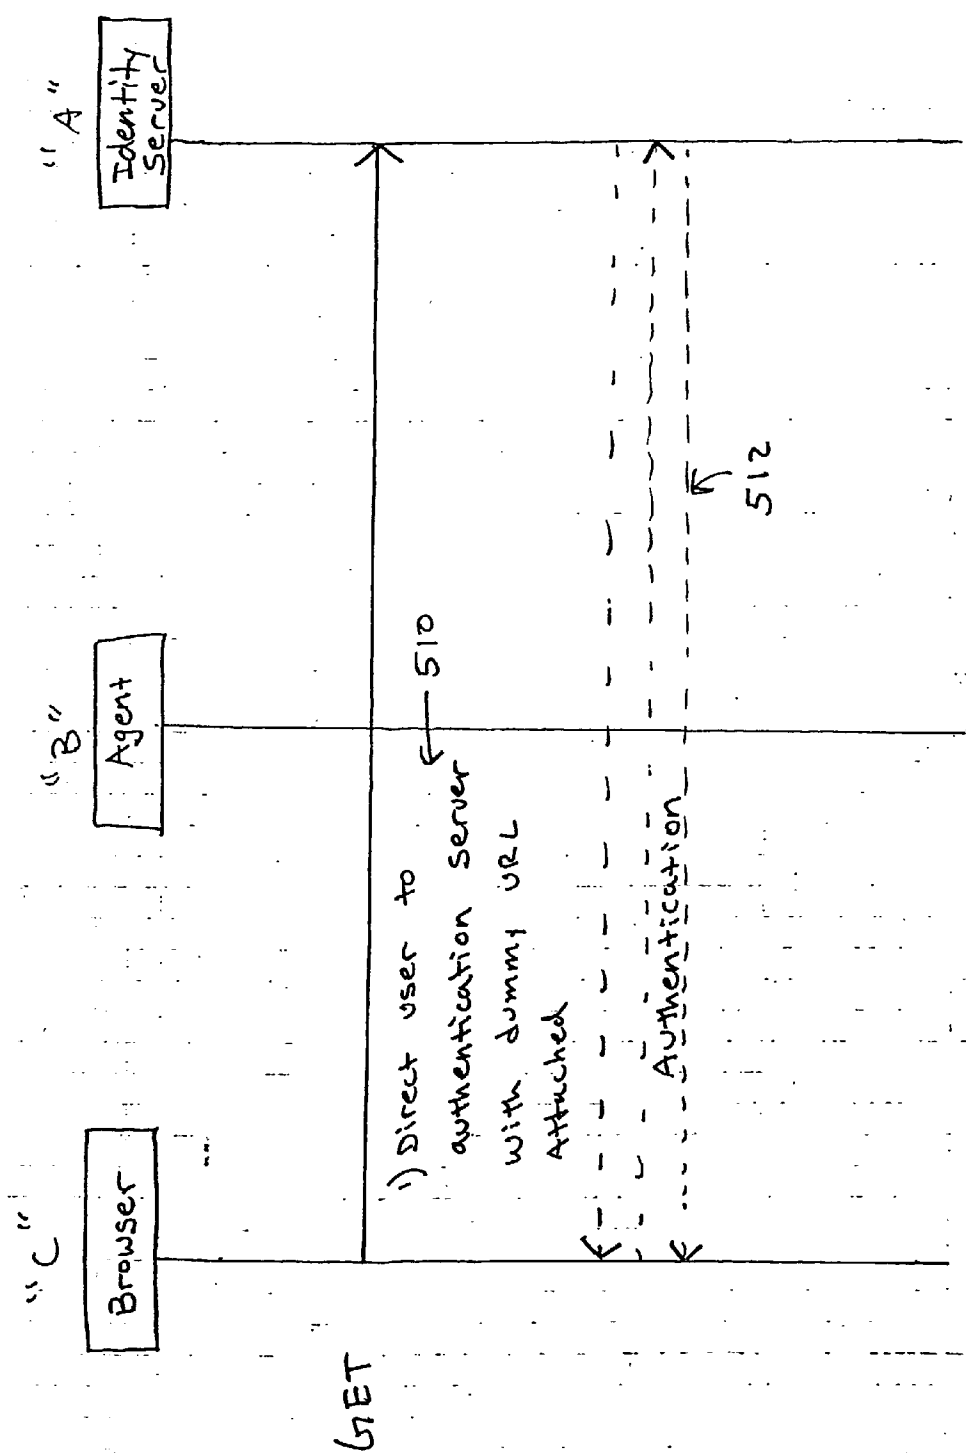 "C"
Browser
"B"
Agent
"A"
Identity
Server
GET
1) Direct user to
authentication server
with dummy URL
Attached
510
Authentication
512